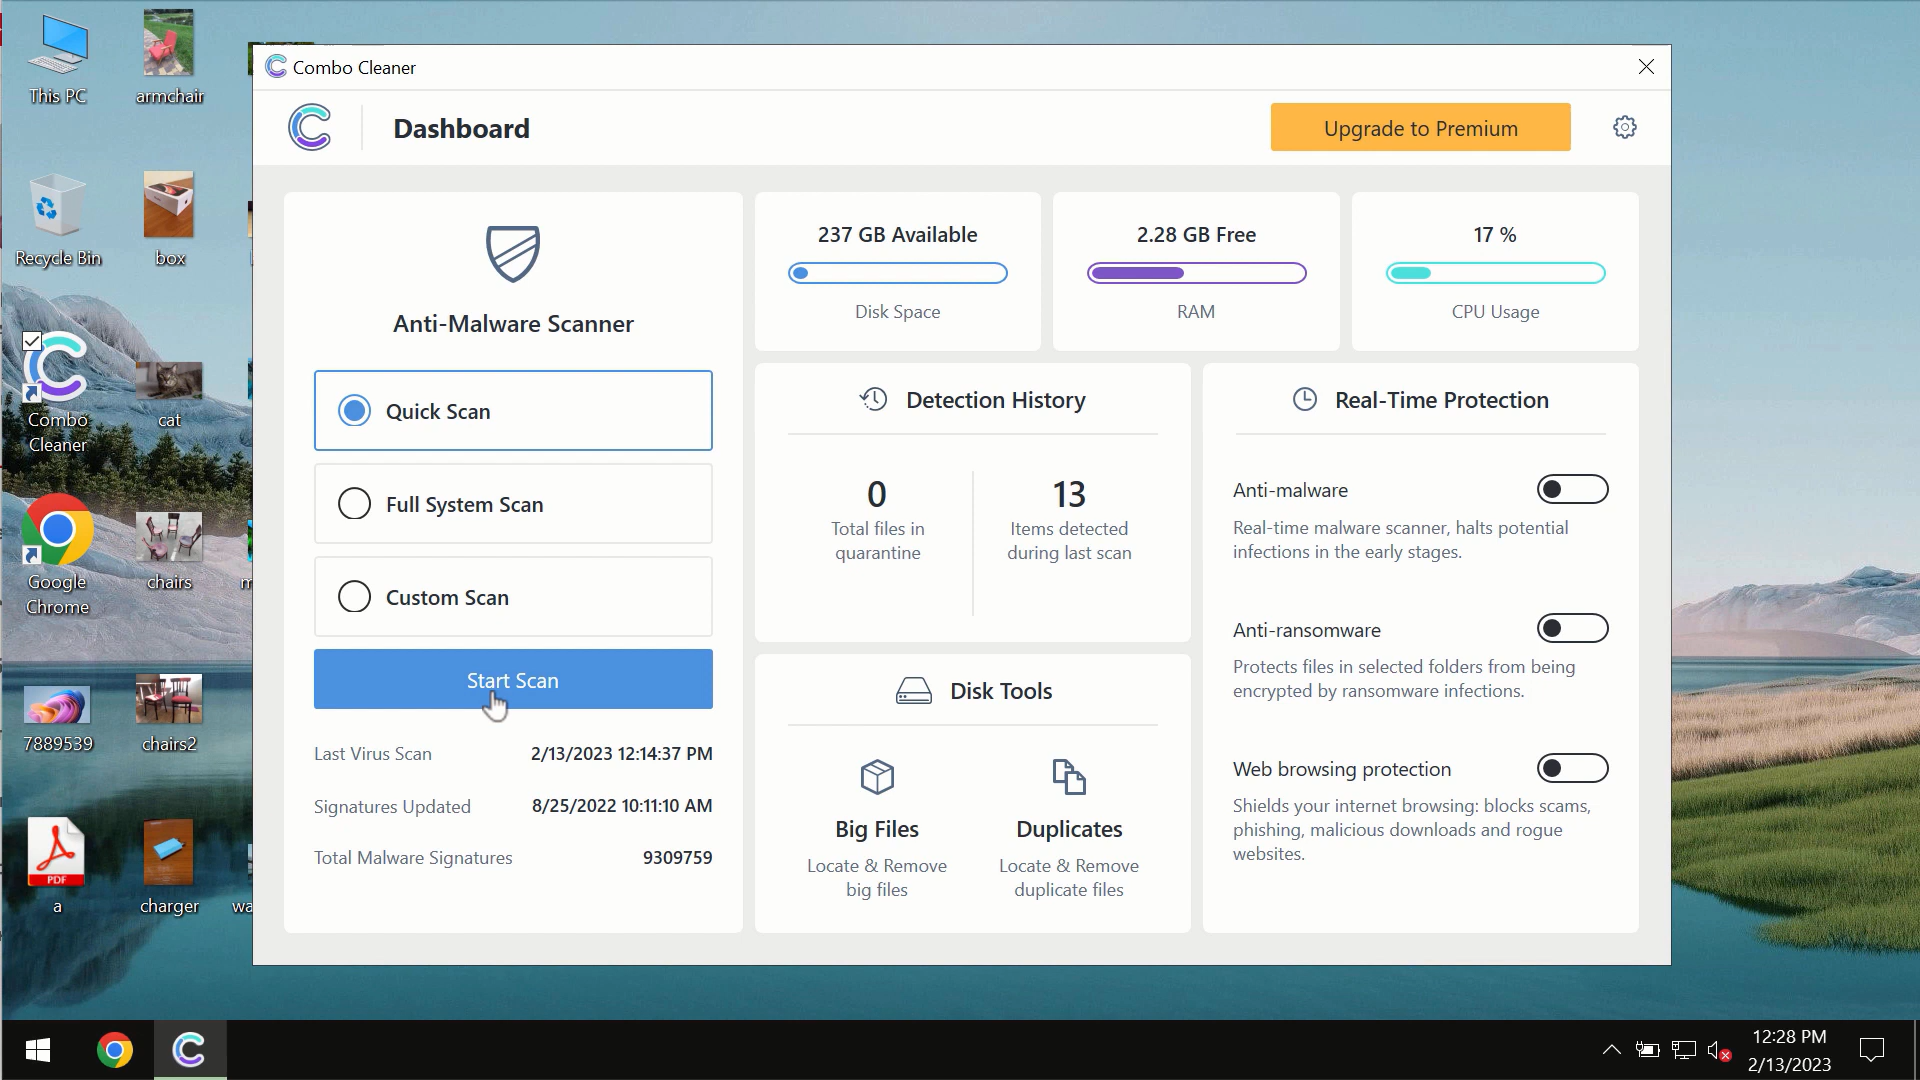 This PC
armchair
Recycle Bin
box
Combo
Cleaner
cat
Google
Chrome
chairs
7889539
chairs2
PDF
a
charger
wa
Combo Cleaner
Dashboard
Upgrade to Premium
Anti-Malware Scanner
Quick Scan
Full System Scan
Custom Scan
Start Scan
Last Virus Scan 2/13/2023 12:14:37 PM
Signatures Updated 8/25/2022 10:11:10 AM
Total Malware Signatures 9309759
237 GB Available
Disk Space
2.28 GB Free
RAM
17 %
CPU Usage
Detection History
0
Total files in
quarantine
13
Items detected
during last scan
Disk Tools
Big Files
Locate & Remove
big files
Duplicates
Locate & Remove
duplicate files
Real-Time Protection
Anti-malware
Real-time malware scanner, halts potential
infections in the early stages.
Anti-ransomware
Protects files in selected folders from being
encrypted by ransomware infections.
Web browsing protection
Shields your internet browsing: blocks scams,
phishing, malicious downloads and rogue
websites.
12:28 PM
2/13/2023